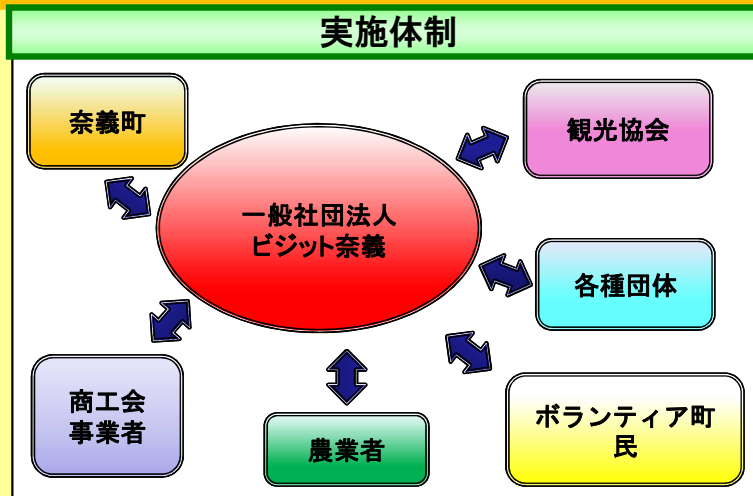 実施体制
奈義町
観光協会
一般社団法人
ビジット奈義
各種団体
商工会
事業者
農業者
ボランティア町
民